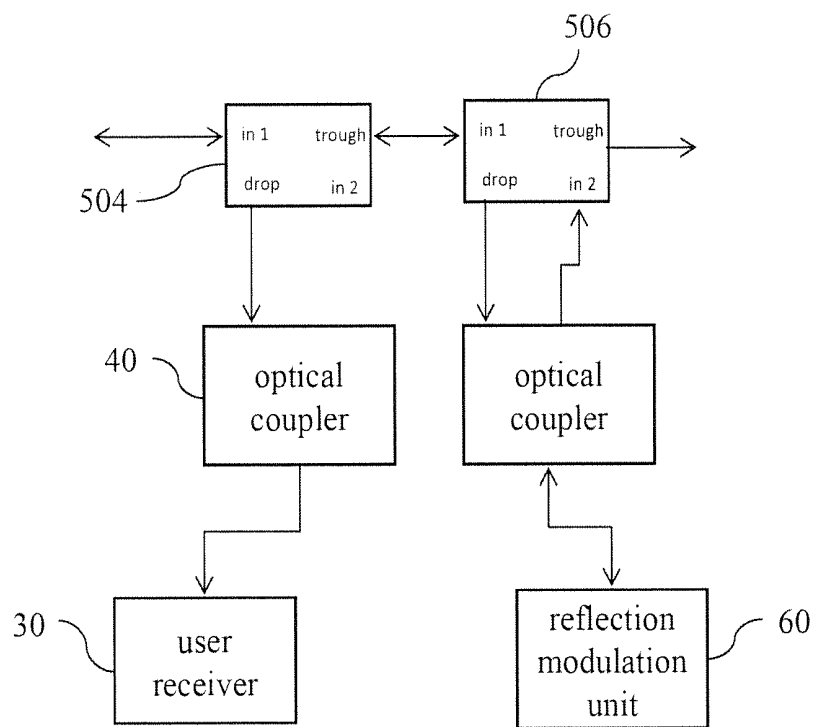 506
in 1 trough
drop in 2
504
in 1 trough
drop in 2
40
optical
coupler
optical
coupler
30
user
receiver
reflection
modulation
unit
60